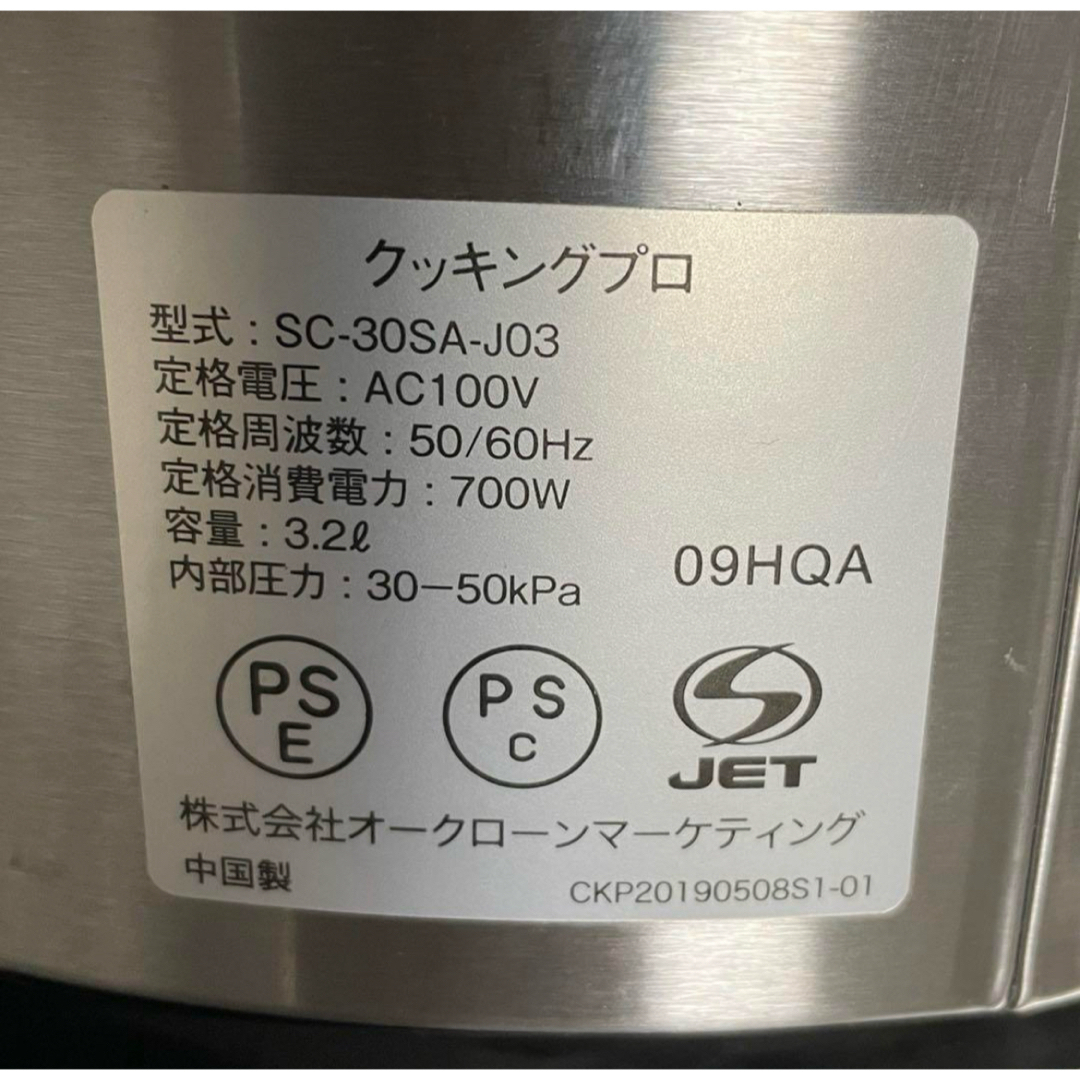 クッキングプロ
型式：SC-30SA-J03
定格電圧：AC100V
定格周波数：50/60Hz
定格消費電力：700W
容量：3.2ℓ
内部圧力：30－50kPa
09HQA
PS
E
PS
C
JET
株式会社オークローンマーケティング
中国製
CKP20190508S1-01